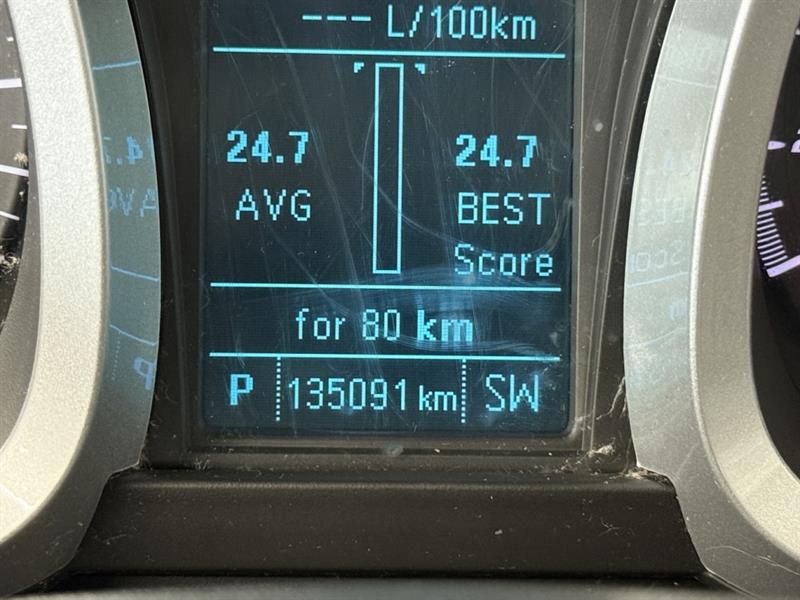 --- L/100km
24.7 24.7
AVG BEST
Score
for 80 km
P 135091 km SW